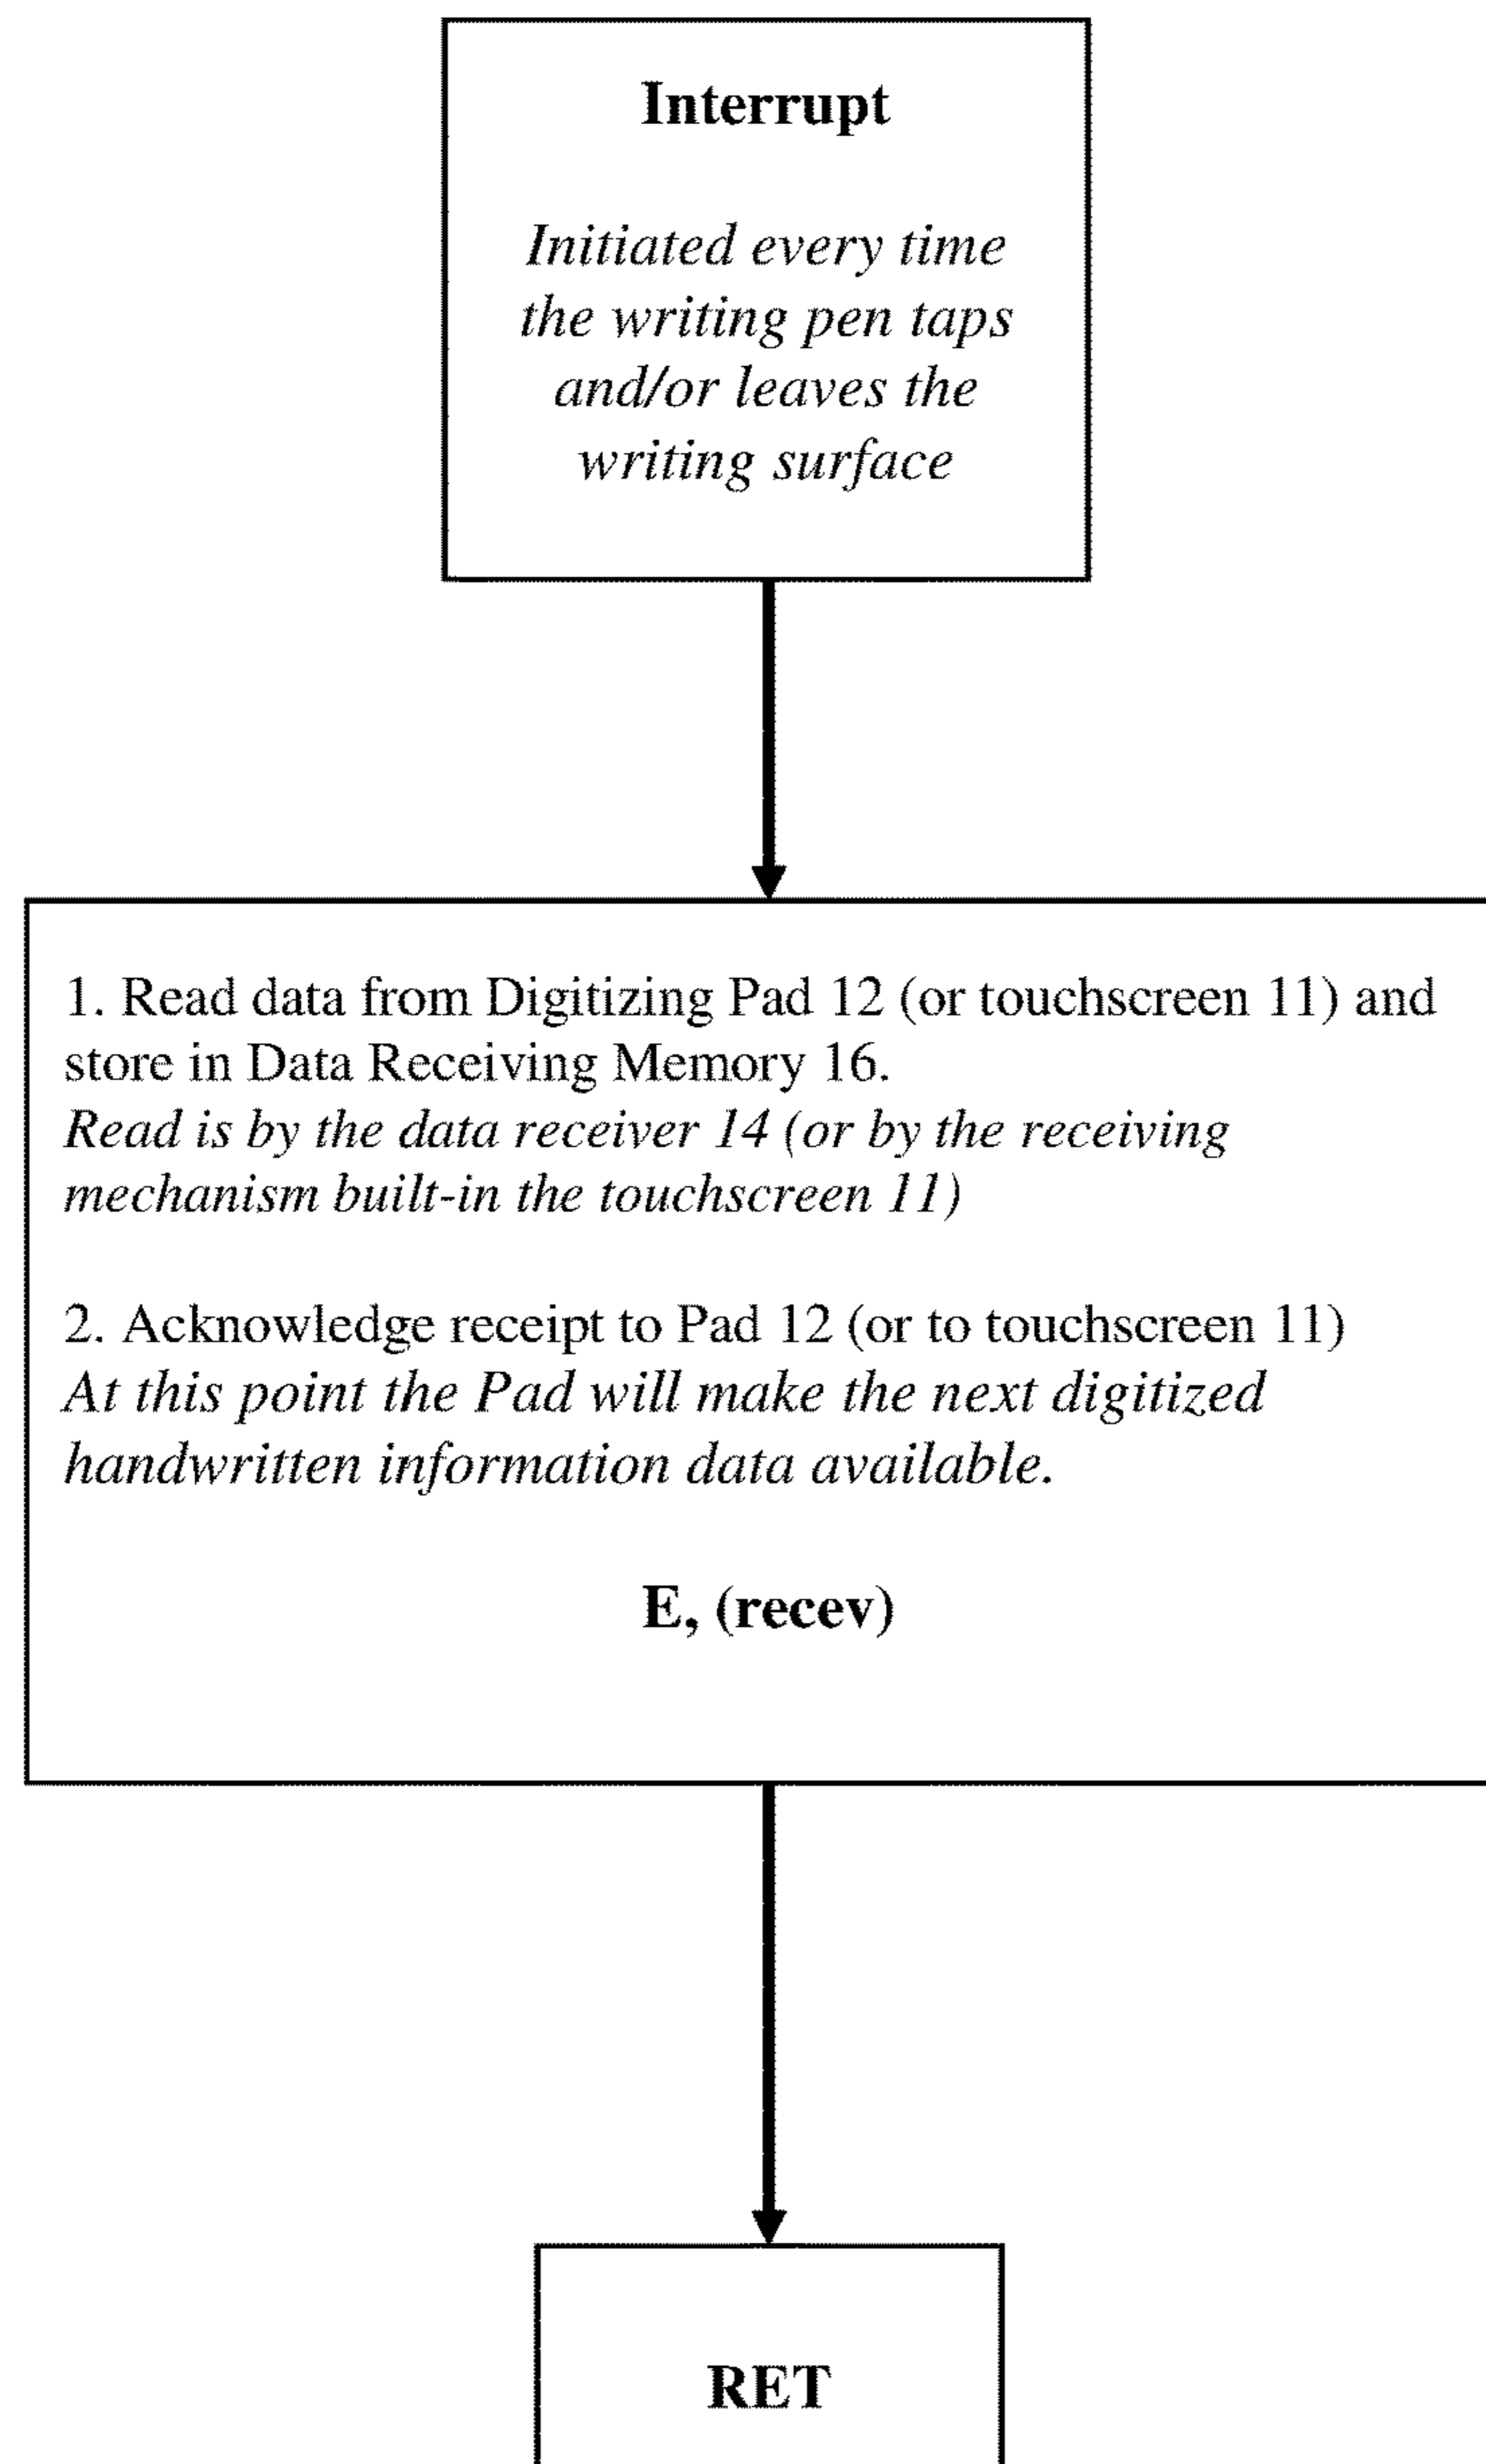 Interrupt
Initiated every time
the writing pen taps
and/or leaves the
writing surface
1. Read data from Digitizing Pad 12 (or touchscreen 11) and
store in Data Receiving Memory 16.
Read is by the data receiver 14 (or by the receiving
mechanism built-in the touchscreen 11)
2. Acknowledge receipt to Pad 12 (or to touchscreen 11)
At this point the Pad will make the next digitized
handwritten information data available.
E, (recev)
RET